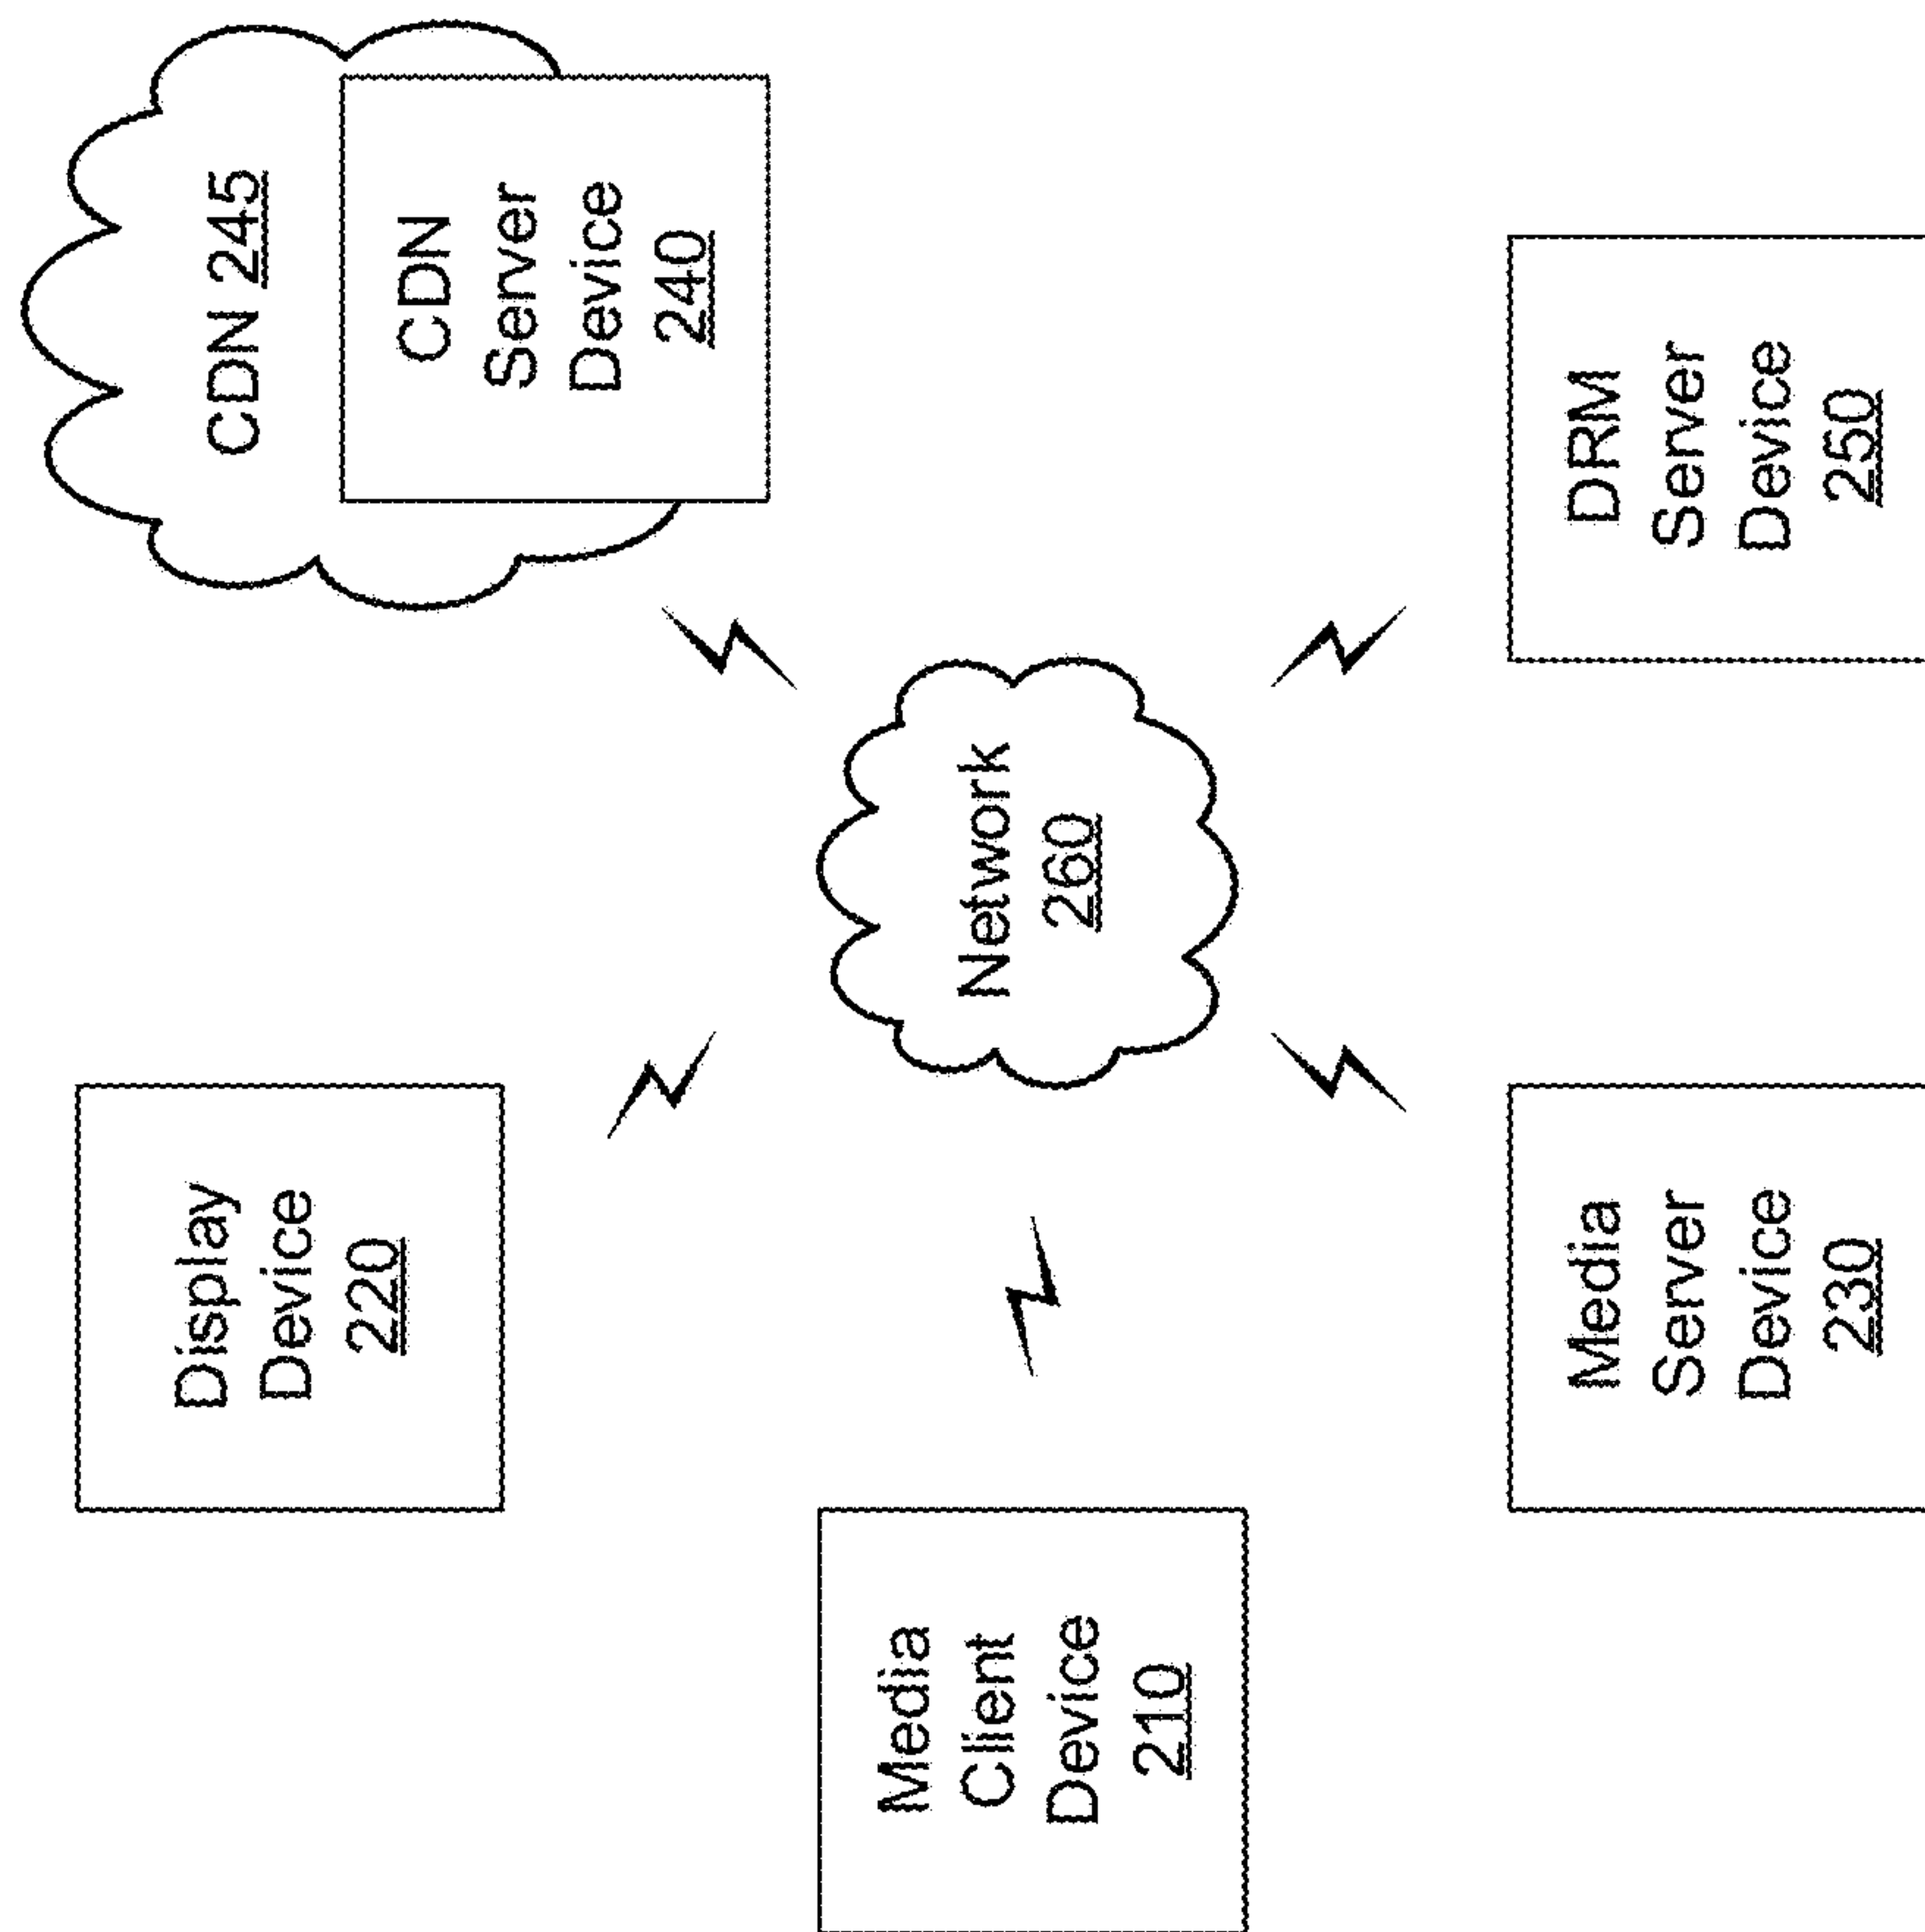 Display
Device
220
CDN 245
CDN
Server
Device
240
Media
Client
Device
210
Network
260
Media
Server
Device
230
DRM
Server
Device
250